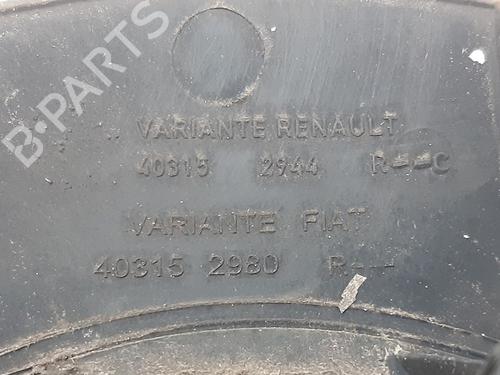 B-PARTS
VARIANTE RENAULT
40315 2944 R--C
VARIANTE FIAT
40315 2980 R---